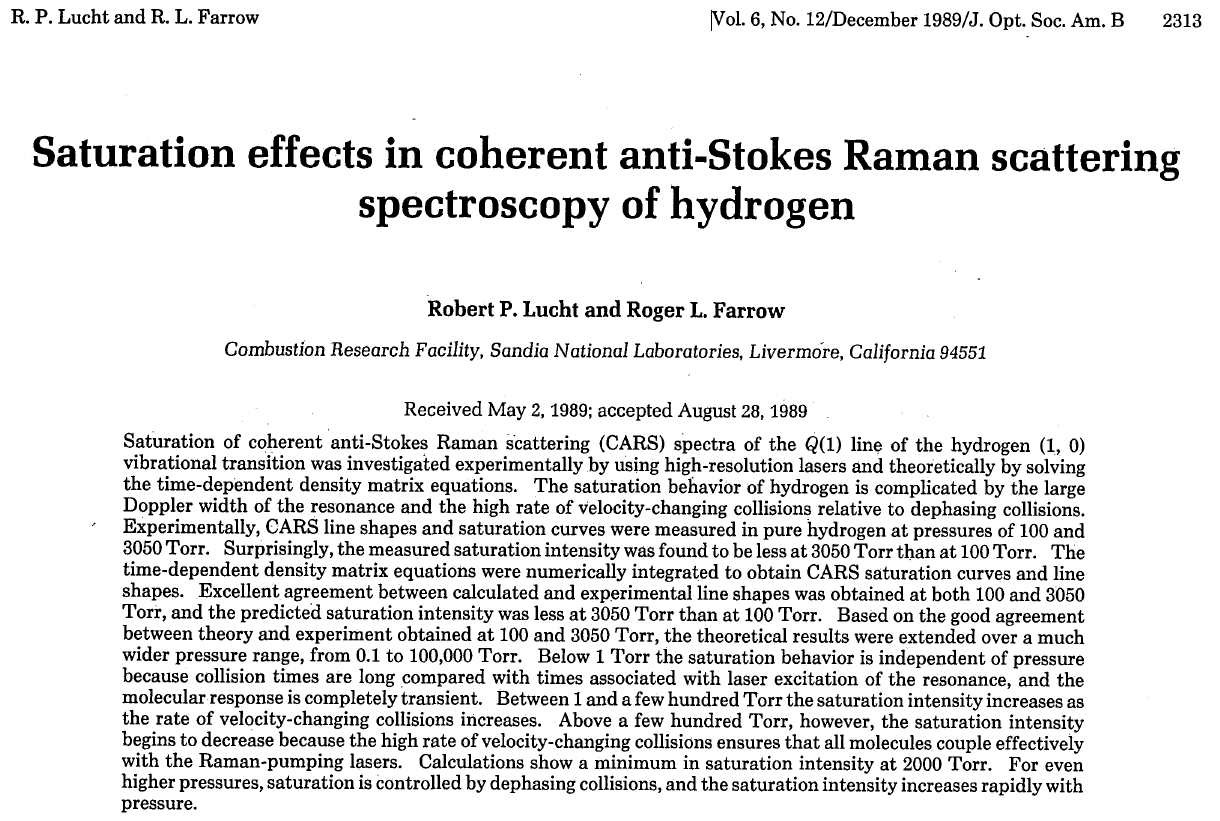 R. P. Lucht and R. L. Farrow
Vol. 6, No. 12/December 1989/J. Opt. Soc. Am. B 2313
Saturation effects in coherent anti-Stokes Raman scattering
spectroscopy of hydrogen
Robert P. Lucht and Roger L. Farrow
Combustion Research Facility, Sandia National Laboratories, Livermore, California 94551
Received May 2, 1989; accepted August 28, 1989
Saturation of coherent anti-Stokes Raman scattering (CARS) spectra of the Q(1) line of the hydrogen (1, 0)
vibrational transition was investigated experimentally by using high-resolution lasers and theoretically by solving
the time-dependent density matrix equations. The saturation behavior of hydrogen is complicated by the large
Doppler width of the resonance and the high rate of velocity-changing collisions relative to dephasing collisions.
Experimentally, CARS line shapes and saturation curves were measured in pure hydrogen at pressures of 100 and
3050 Torr. Surprisingly, the measured saturation intensity was found to be less at 3050 Torr than at 100 Torr. The
time-dependent density matrix equations were numerically integrated to obtain CARS saturation curves and line
shapes. Excellent agreement between calculated and experimental line shapes was obtained at both 100 and 3050
Torr, and the predicted saturation intensity was less at 3050 Torr than at 100 Torr. Based on the good agreement
between theory and experiment obtained at 100 and 3050 Torr, the theoretical results were extended over a much
wider pressure range, from 0.1 to 100,000 Torr. Below 1 Torr the saturation behavior is independent of pressure
because collision times are long compared with times associated with laser excitation of the resonance, and the
molecular response is completely transient. Between 1 and a few hundred Torr the saturation intensity increases as
the rate of velocity-changing collisions increases. Above a few hundred Torr, however, the saturation intensity
begins to decrease because the high rate of velocity-changing collisions ensures that all molecules couple effectively
with the Raman-pumping lasers. Calculations show a minimum in saturation intensity at 2000 Torr. For even
higher pressures, saturation is controlled by dephasing collisions, and the saturation intensity increases rapidly with
pressure.